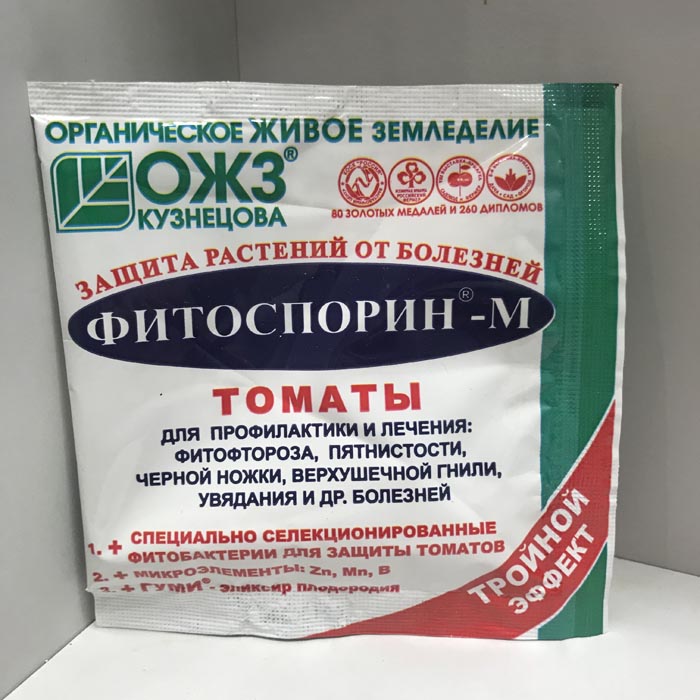 ОРГАНИЧЕСКОЕ ЖИВОЕ ЗЕМЛЕДЕЛИЕ
ОЖЗ®
КУЗНЕЦОВА
80 ЗОЛОТЫХ МЕДАЛЕЙ И 260 ДИПЛОМОВ
ЗАЩИТА РАСТЕНИЙ ОТ БОЛЕЗНЕЙ
ФИТОСПОРИН®-М
ТОМАТЫ
ДЛЯ ПРОФИЛАКТИКИ И ЛЕЧЕНИЯ:
ФИТОФТОРОЗА, ПЯТНИСТОСТИ,
ЧЕРНОЙ НОЖКИ, ВЕРХУШЕЧНОЙ ГНИЛИ,
УВЯДАНИЯ И ДР. БОЛЕЗНЕЙ
1. + СПЕЦИАЛЬНО СЕЛЕКЦИОНИРОВАННЫЕ
ФИТОБАКТЕРИИ ДЛЯ ЗАЩИТЫ ТОМАТОВ
2. + МИКРОЭЛЕМЕНТЫ: Zn, Mn, B
3. + ГУМИ® - эликсир плодородия
ТРОЙНОЙ
ЭФФЕКТ